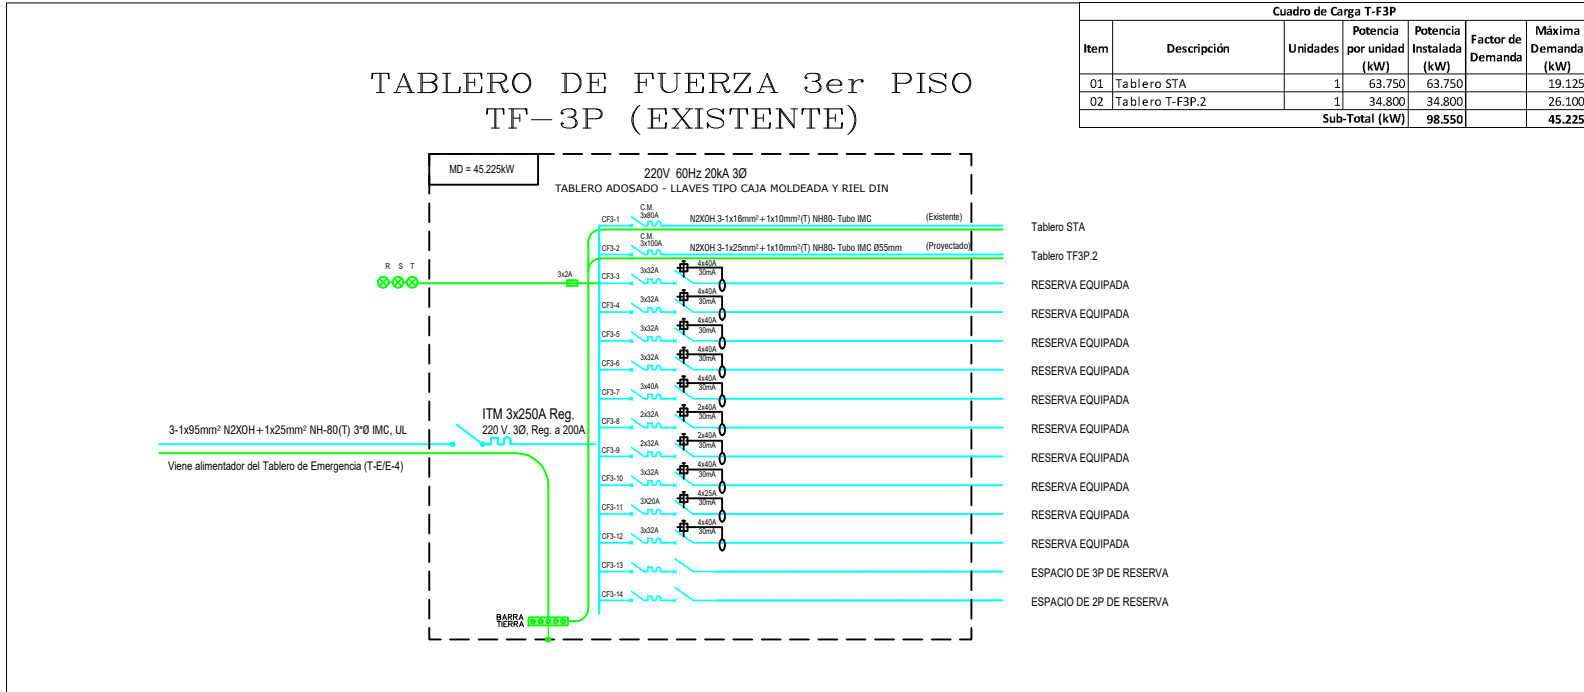 Cuadro de Carga T-F3P
Item Descripción Unidades Potencia por unidad (kW) Potencia Instalada (kW) Factor de Demanda Máxima Demanda (kW)
01 Tablero STA 1 63.750 63.750 19.125
02 Tablero T-F3P.2 1 34.800 34.800 26.100
Sub-Total (kW) 98.550 45.225
TABLERO DE FUERZA 3er PISO
TF-3P (EXISTENTE)
MD = 45.225kW
220V 60Hz 20kA 3Ø
TABLERO ADOSADO - LLAVES TIPO CAJA MOLDEADA Y RIEL DIN
CF3-1 C.M. 3x80A N2XOH 3-1x16mm²+1x10mm²(T) NH80- Tubo IMC (Existente) Tablero STA
CF3-2 C.M. 3x100A N2XOH 3-1x25mm²+1x10mm²(T) NH80- Tubo IMC Ø55mm (Proyectado) Tablero TF3P.2
R S T
3x2A
CF3-3 3x32A 4x40A 30mA RESERVA EQUIPADA
CF3-4 3x32A 4x40A 30mA RESERVA EQUIPADA
CF3-5 3x32A 4x40A 30mA RESERVA EQUIPADA
CF3-6 3x32A 4x40A 30mA RESERVA EQUIPADA
CF3-7 3x40A 4x40A 30mA RESERVA EQUIPADA
CF3-8 2x32A 2x40A 30mA RESERVA EQUIPADA
CF3-9 2x32A 2x40A 30mA RESERVA EQUIPADA
CF3-10 3x32A 4x40A 30mA RESERVA EQUIPADA
CF3-11 3X20A 4x25A 30mA RESERVA EQUIPADA
CF3-12 3x32A 4x40A 30mA RESERVA EQUIPADA
CF3-13 ESPACIO DE 3P DE RESERVA
CF3-14 ESPACIO DE 2P DE RESERVA
ITM 3x250A Reg.
220 V. 3Ø, Reg. a 200A
3-1x95mm² N2XOH+1x25mm² NH-80(T) 3"Ø IMC, UL
Viene alimentador del Tablero de Emergencia (T-E/E-4)
BARRA
TIERRA